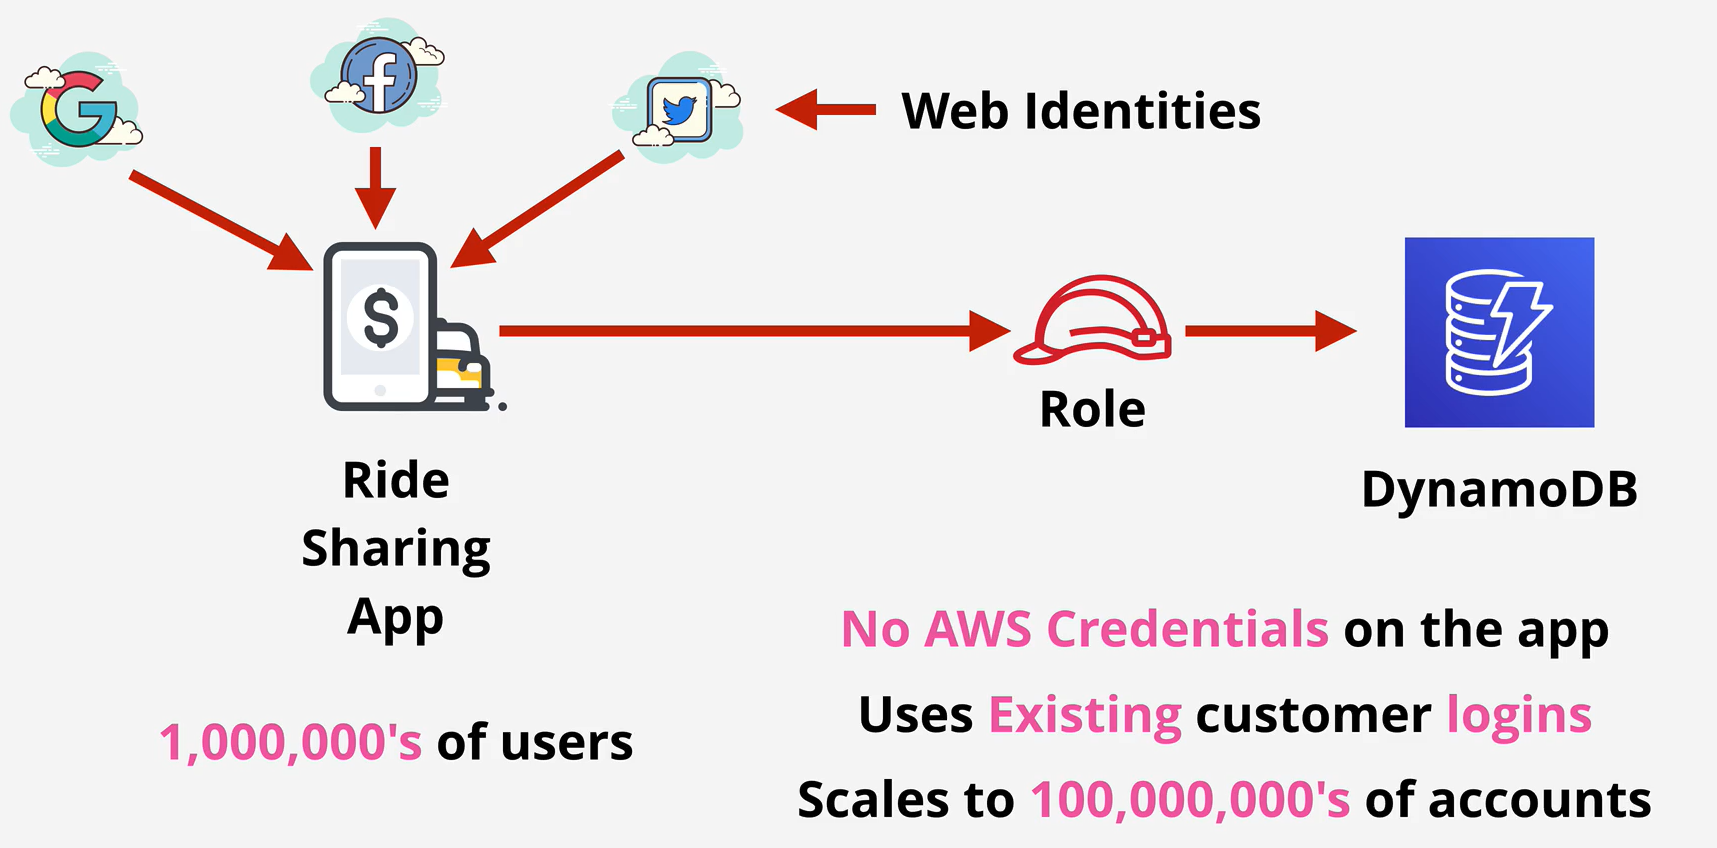 Web Identities
Role
DynamoDB
Ride
Sharing
App
1,000,000's of users
No AWS Credentials on the app
Uses Existing customer logins
Scales to 100,000,000's of accounts